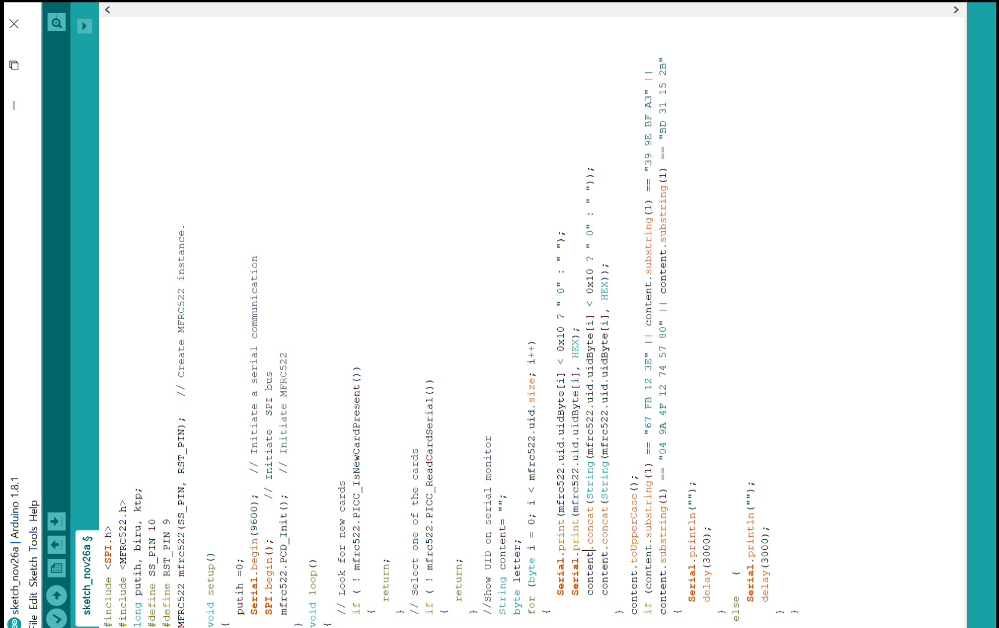 sketch_nov26a | Arduino 1.8.1
File Edit Sketch Tools Help
sketch_nov26a §
#include <SPI.h>
#include <MFRC522.h>
long putih, biru, ktp;
#define SS_PIN 10
#define RST_PIN 9
MFRC522 mfrc522(SS_PIN, RST_PIN);   // Create MFRC522 instance.

void setup()
{
    putih =0;
      Serial.begin(9600);   // Initiate a serial communication
      SPI.begin();      // Initiate  SPI bus
      mfrc522.PCD_Init();   // Initiate MFRC522
}
void loop()
{
  // Look for new cards
  if ( ! mfrc522.PICC_IsNewCardPresent())
  {
    return;
  }
  // Select one of the cards
  if ( ! mfrc522.PICC_ReadCardSerial())
  {
    return;
  }
  //Show UID on serial monitor
  String content= "";
  byte letter;
  for (byte i = 0; i < mfrc522.uid.size; i++)
  {
     Serial.print(mfrc522.uid.uidByte[i] < 0x10 ? " 0" : " ");
     Serial.print(mfrc522.uid.uidByte[i], HEX);
     content.concat(String(mfrc522.uid.uidByte[i] < 0x10 ? " 0" : " "));
     content.concat(String(mfrc522.uid.uidByte[i], HEX));
  }
  content.toUpperCase();
  if (content.substring(1) == "67 FB 12 3E" || content.substring(1) == "39 9E BF A3" ||
  content.substring(1) == "04 9A 4F 12 74 57 80" || content.substring(1) == "BD 31 15 2B"
  {
    Serial.println("");
    delay(3000);
  }
 else   {
    Serial.println("");
    delay(3000);
  }
  }